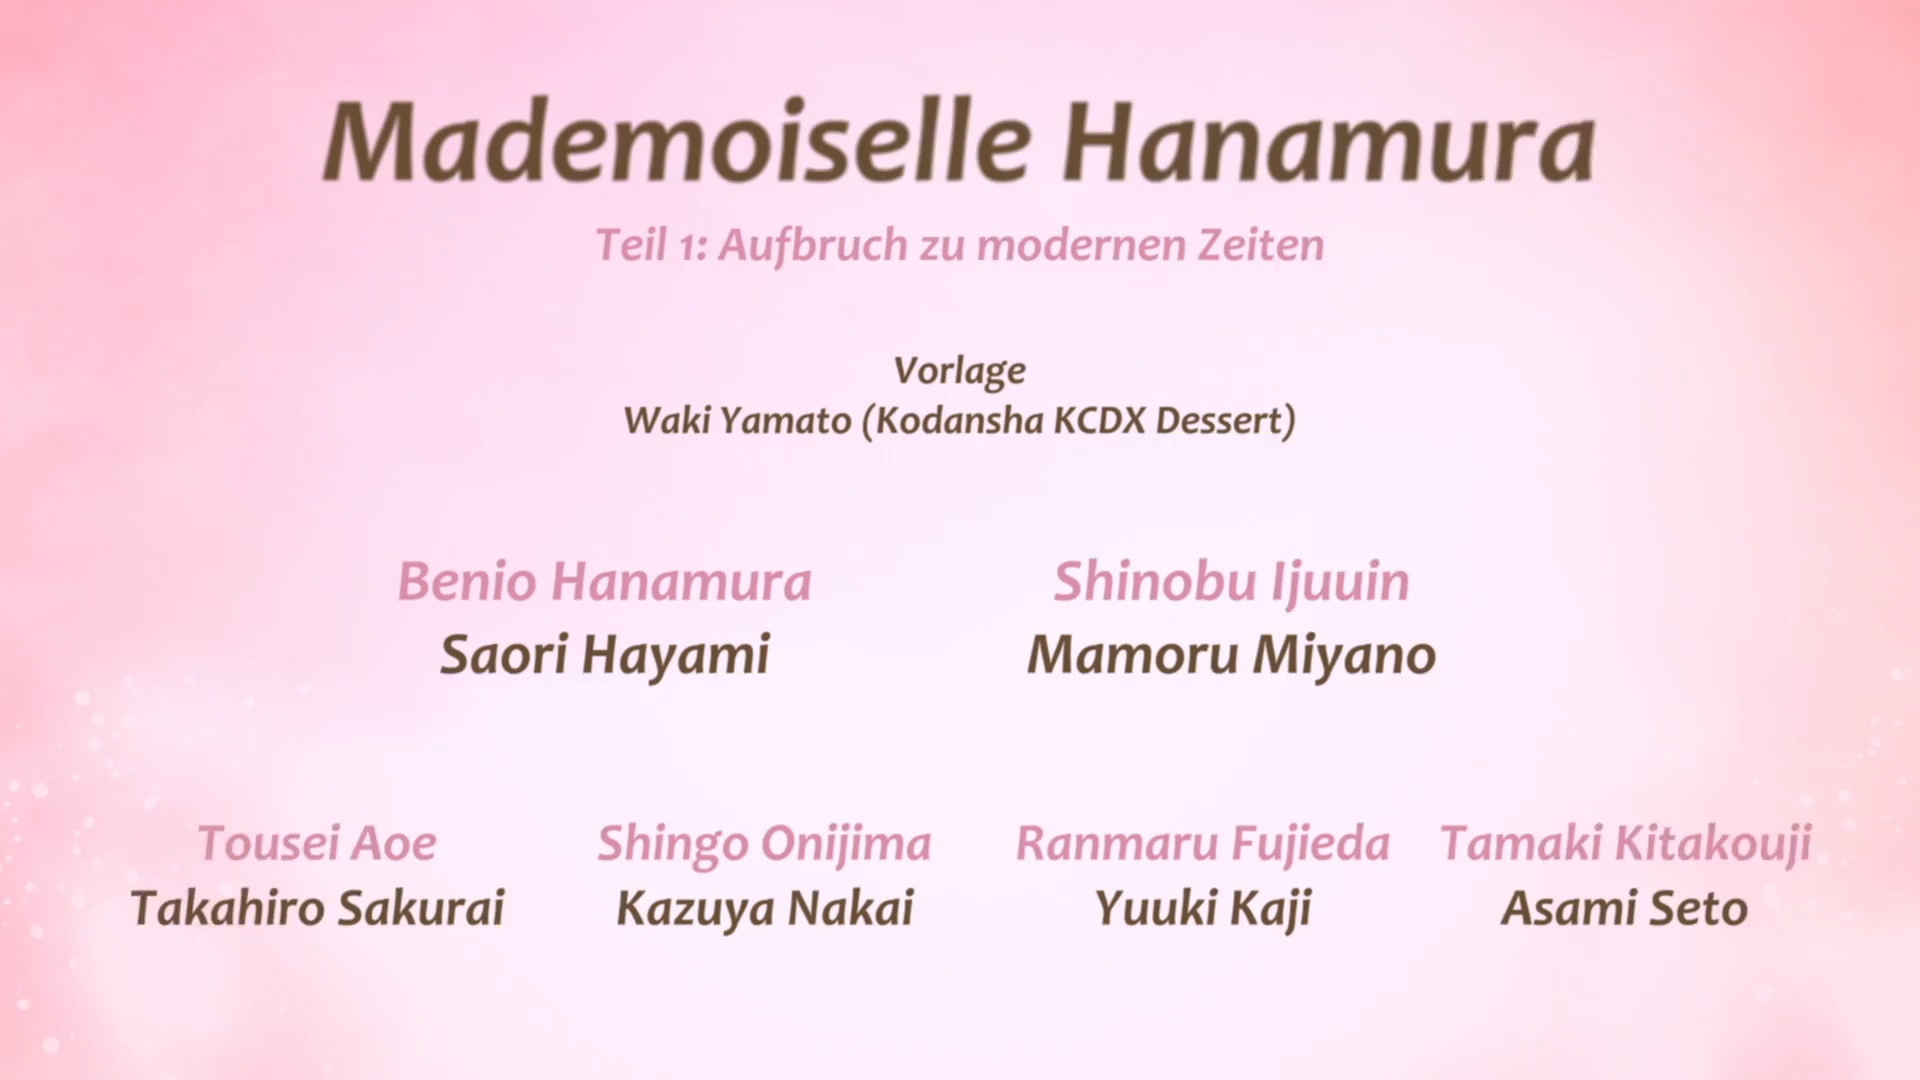 Mademoiselle Hanamura
Teil 1: Aufbruch zu modernen Zeiten
Vorlage
Waki Yamato (Kodansha KCDX Dessert)
Benio Hanamura
Saori Hayami
Shinobu Ijuuin
Mamoru Miyano
Tousei Aoe
Takahiro Sakurai
Shingo Onijima
Kazuya Nakai
Ranmaru Fujieda
Yuuki Kaji
Tamaki Kitakouji
Asami Seto